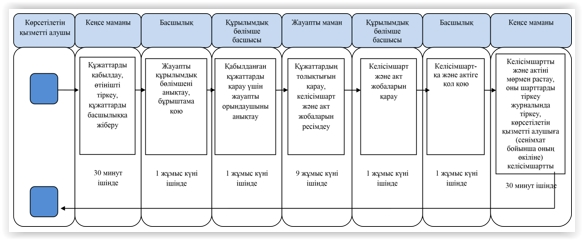 Көрсетілетін
қызметті алушы
Кеңсе маманы
Басшылық
Құрылымдық
бөлімше
басшысы
Жауапты маман
Құрылымдық
бөлімше
басшысы
Басшылық
Кеңсе маманы
Құжаттарды
қабылдау,
өтінішті
тіркеу,
құжаттарды
басшылыққа
жіберу
30 минут
ішінде
Жауапты
құрылымдық
бөлімшені
анықтау,
бұрыштама
кою
1 жұмыс күні
ішінде
Қабылданған
құжаттарды
қарау үшін
жауапты
орындаушыны
анықтау
1 жұмыс күні
ішінде
Құжаттардың
толықтығын
қарау,
келісімшарт
және акт
жобаларын
ресімдеу
9 жұмыс күні
ішінде
Келісімшарт
және акт
жобаларын
қарау
1 жұмыс күні
ішінде
Келісімшарт-
қа және актіге
қол қою
1 жұмыс күні
ішінде
Келісімшартты
және актіні
мөрмен растау,
оны шарттарды
тіркеу
журналында
тіркеу,
көрсетілетін
қызметті алушыға
(сенімхат
бойынша оның
өкіліне)
келісімшартты
30 минут ішінде